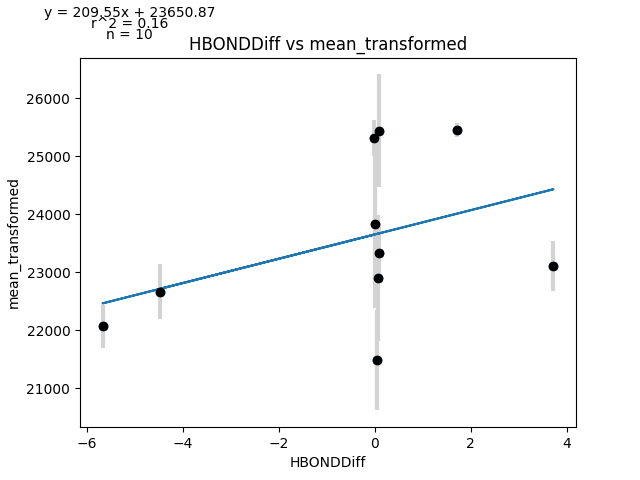 y = 209.55x + 23650.87
r^2 = 0.16
n = 10
HBONDDiff vs mean_transformed
26000
25000
24000
23000
22000
21000
mean_transformed
−6
−4
−2
0
2
4
HBONDDiff